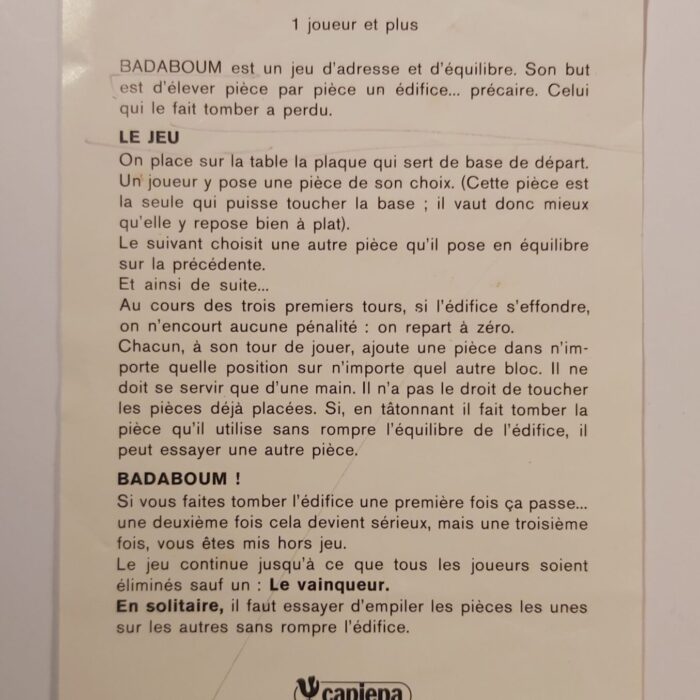 1 joueur et plus
BADABOUM est un jeu d'adresse et d'équilibre. Son but
est d'élever pièce par pièce un édifice... précaire. Celui
qui le fait tomber a perdu.
LE JEU
On place sur la table la plaque qui sert de base de départ.
Un joueur y pose une pièce de son choix. (Cette pièce est
la seule qui puisse toucher la base ; il vaut donc mieux
qu'elle y repose bien à plat).
Le suivant choisit une autre pièce qu'il pose en équilibre
sur la précédente.
Et ainsi de suite...
Au cours des trois premiers tours, si l'édifice s'effondre,
on n'encourt aucune pénalité : on repart à zéro.
Chacun, à son tour de jouer, ajoute une pièce dans n'im-
porte quelle position sur n'importe quel autre bloc. Il ne
doit se servir que d'une main. Il n'a pas le droit de toucher
les pièces déjà placées. Si, en tâtonnant il fait tomber la
pièce qu'il utilise sans rompre l'équilibre de l'édifice, il
peut essayer une autre pièce.
BADABOUM !
Si vous faites tomber l'édifice une première fois ça passe...
une deuxième fois cela devient sérieux, mais une troisième
fois, vous êtes mis hors jeu.
Le jeu continue jusqu'à ce que tous les joueurs soient
éliminés sauf un : Le vainqueur.
En solitaire, il faut essayer d'empiler les pièces les unes
sur les autres sans rompre l'édifice.
capiepa